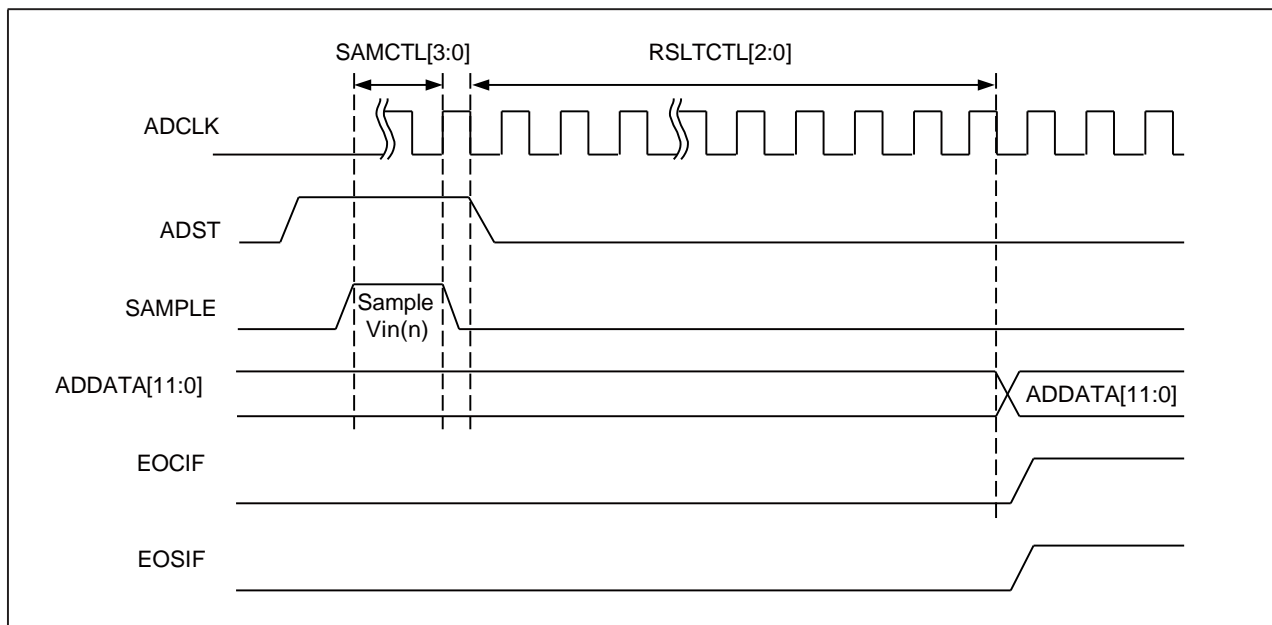 SAMCTL[3:0]
RSLTCTL[2:0]
ADCLK
ADST
SAMPLE
Sample
Vin(n)
ADDATA[11:0]
ADDATA[11:0]
EOCIF
EOSIF